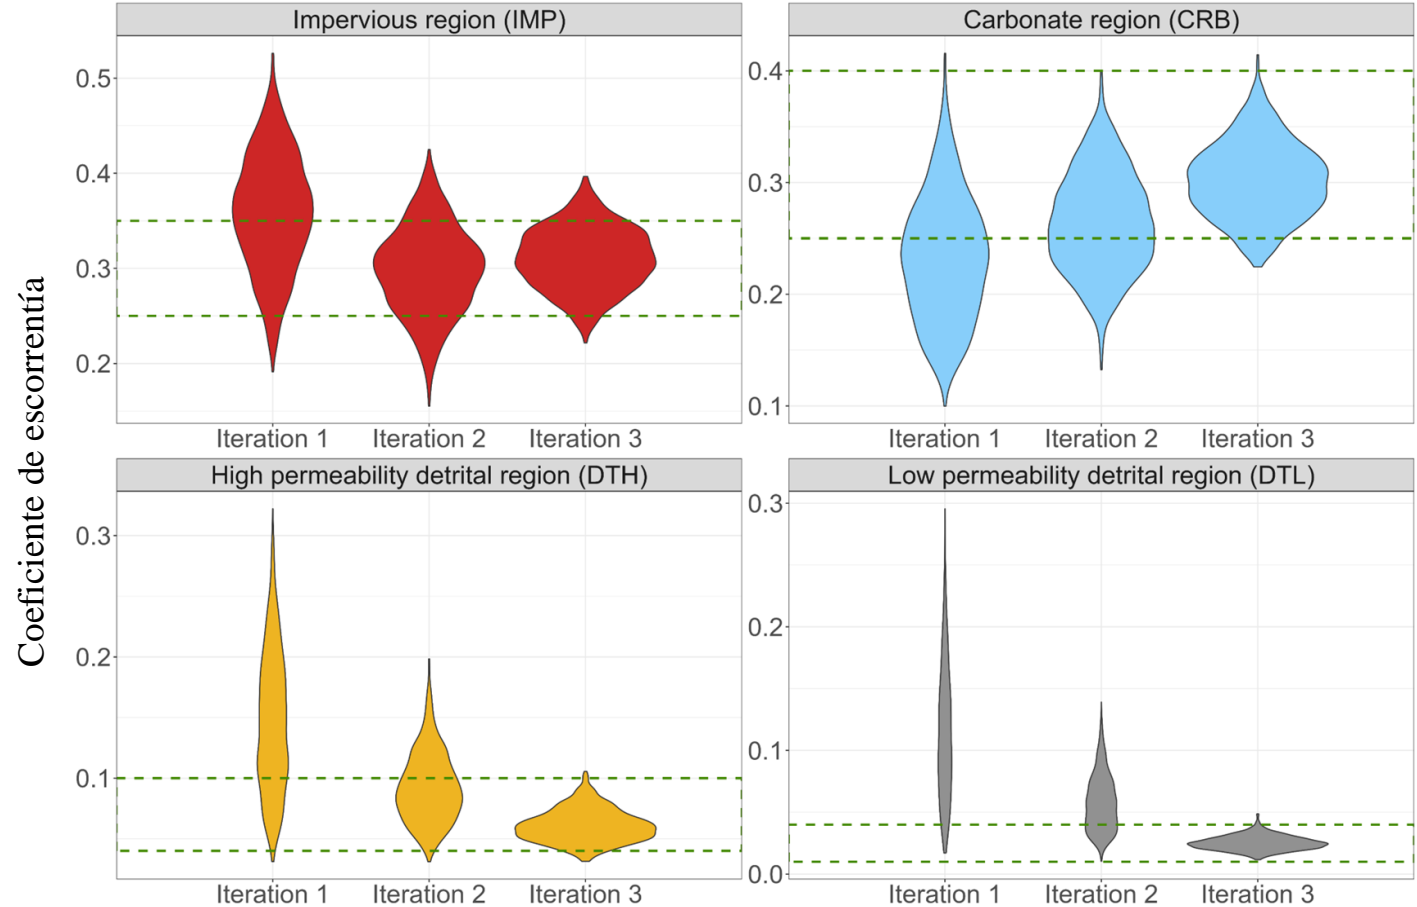 Coeficiente de escorrentía
Impervious region (IMP)
0.5
0.4
0.3
0.2
Iteration 1 Iteration 2 Iteration 3
Carbonate region (CRB)
0.4
0.3
0.2
0.1
Iteration 1 Iteration 2 Iteration 3
High permeability detrital region (DTH)
0.3
0.2
0.1
Iteration 1 Iteration 2 Iteration 3
Low permeability detrital region (DTL)
0.3
0.2
0.1
0.0
Iteration 1 Iteration 2 Iteration 3